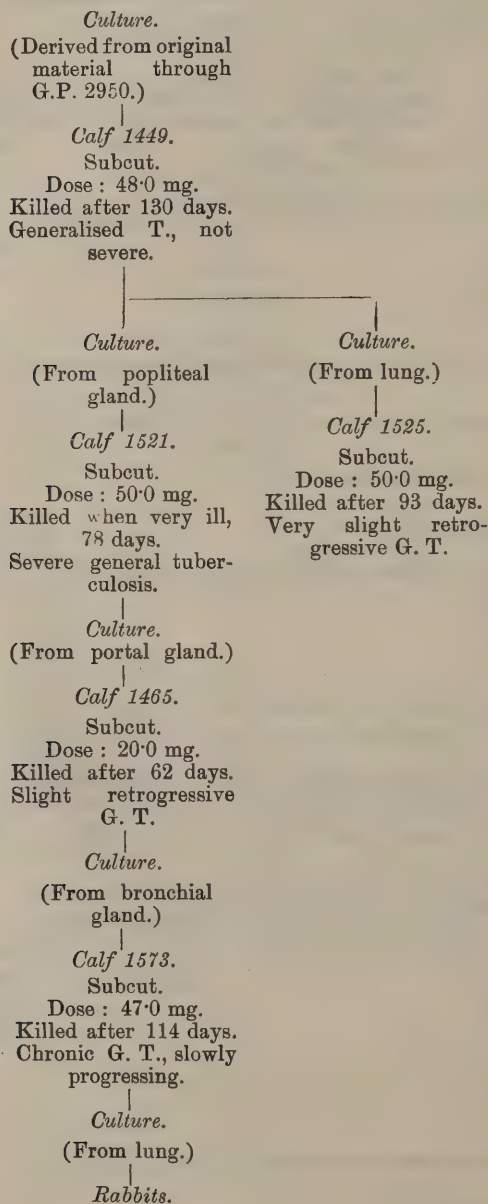 Culture.
(Derived from original
material through
G.P. 2950.)
Calf 1449.
Subcut.
Dose : 48·0 mg.
Killed after 130 days.
Generalised T., not
severe.
Culture.
(From popliteal
gland.)
Calf 1521.
Subcut.
Dose : 50·0 mg.
Killed when very ill,
78 days.
Severe general tuber-
culosis.
Culture.
(From portal gland.)
Calf 1465.
Subcut.
Dose : 20·0 mg.
Killed after 62 days.
Slight retrogressive
G. T.
Culture.
(From bronchial
gland.)
Calf 1573.
Subcut.
Dose : 47·0 mg.
Killed after 114 days.
Chronic G. T., slowly
progressing.
Culture.
(From lung.)
Rabbits.
Culture.
(From lung.)
Calf 1525.
Subcut.
Dose : 50·0 mg.
Killed after 93 days.
Very slight retro-
gressive G. T.